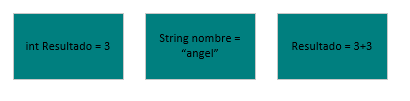 int Resultado = 3
String nombre =
“angel”
Resultado = 3+3